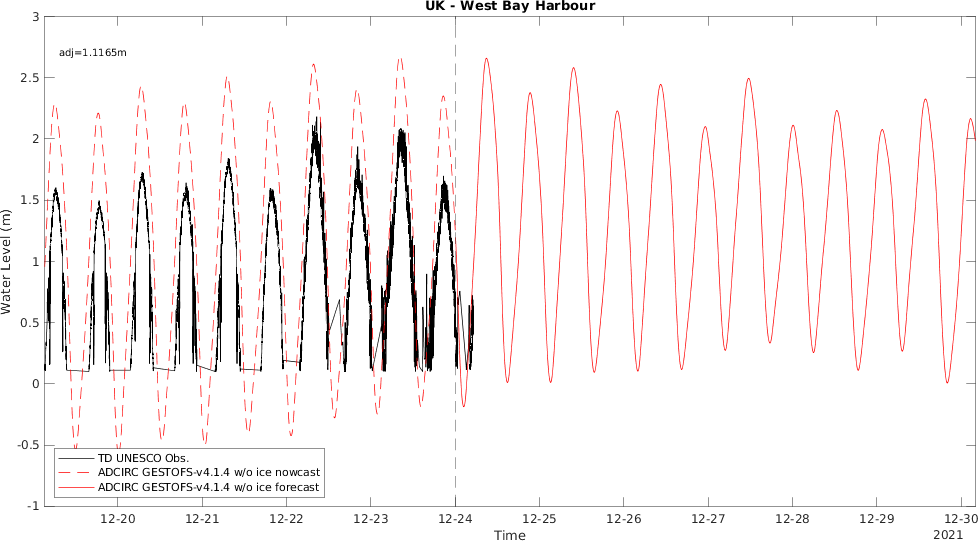 UK - West Bay Harbour
adj=1.1165m
3
2.5
2
1.5
1
0.5
0
-0.5
-1
Water Level (m)
TD UNESCO Obs.
ADCIRC GESTOFS-v4.1.4 w/o ice nowcast
ADCIRC GESTOFS-v4.1.4 w/o ice forecast
12-20 12-21 12-22 12-23 12-24 12-25 12-26 12-27 12-28 12-29 12-30
Time
2021